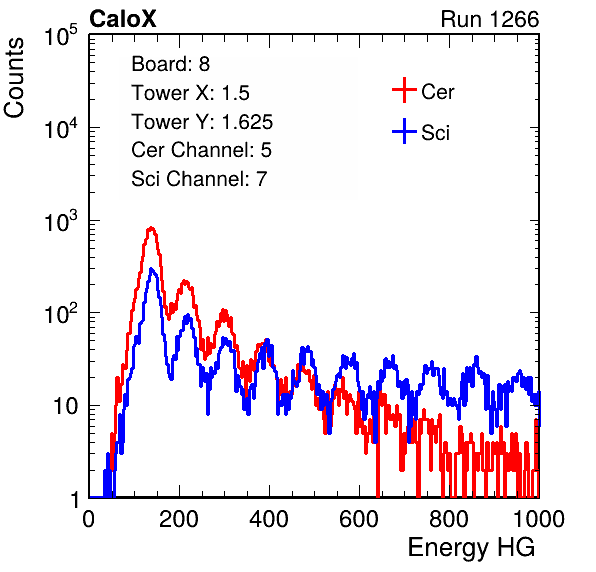 CaloX Run 1266
Counts
Board: 8
Tower X: 1.5
Tower Y: 1.625
Cer Channel: 5
Sci Channel: 7
Cer
Sci
10^5
10^4
10^3
10^2
10
1
0 200 400 600 800 1000
Energy HG